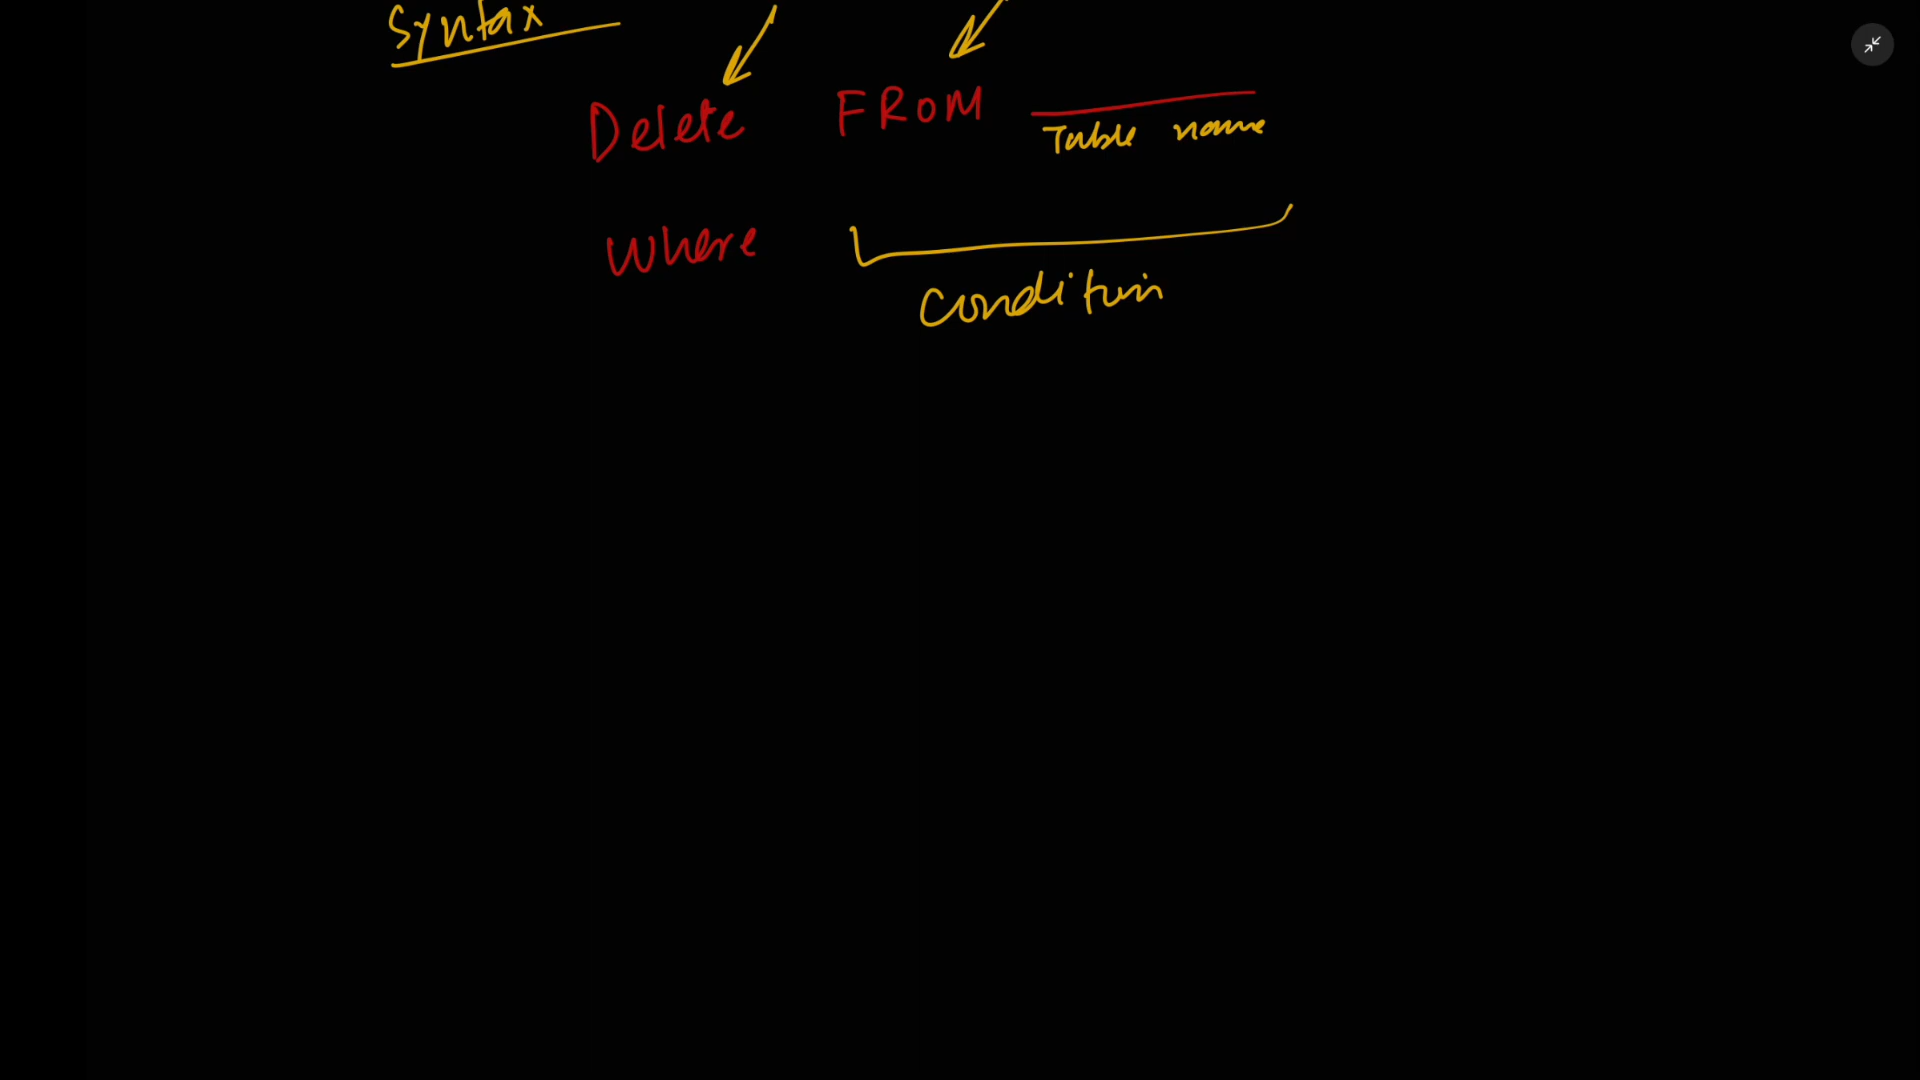 Syntax
Delete FROM
Table name
Where
Condition